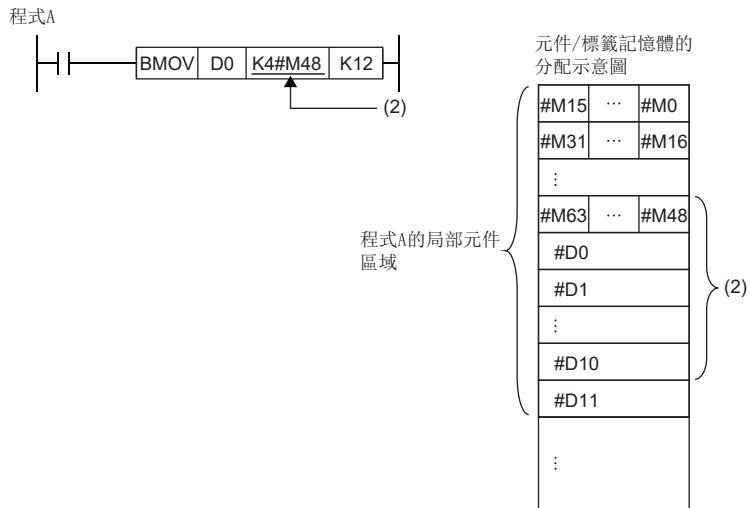 程式A
BMOV D0 K4#M48 K12
(2)
元件/標籤記憶體的
分配示意圖
#M15 … #M0
#M31 … #M16
⋮
#M63 … #M48
程式A的局部元件
區域
#D0
#D1
(2)
⋮
#D10
#D11
⋮